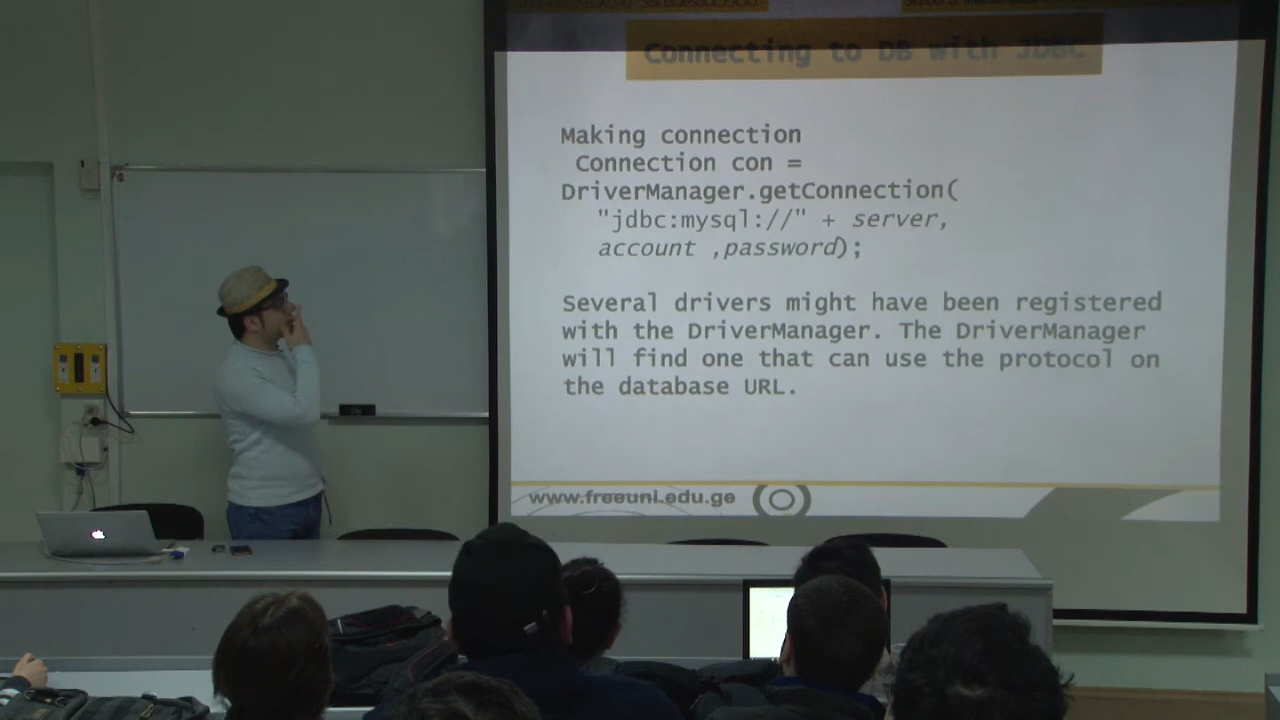 Connecting to DB with JDBC
Making connection
Connection con =
DriverManager.getConnection(
"jdbc:mysql://" + server,
account ,password);
Several drivers might have been registered
with the DriverManager. The DriverManager
will find one that can use the protocol on
the database URL.
www.freeuni.edu.ge